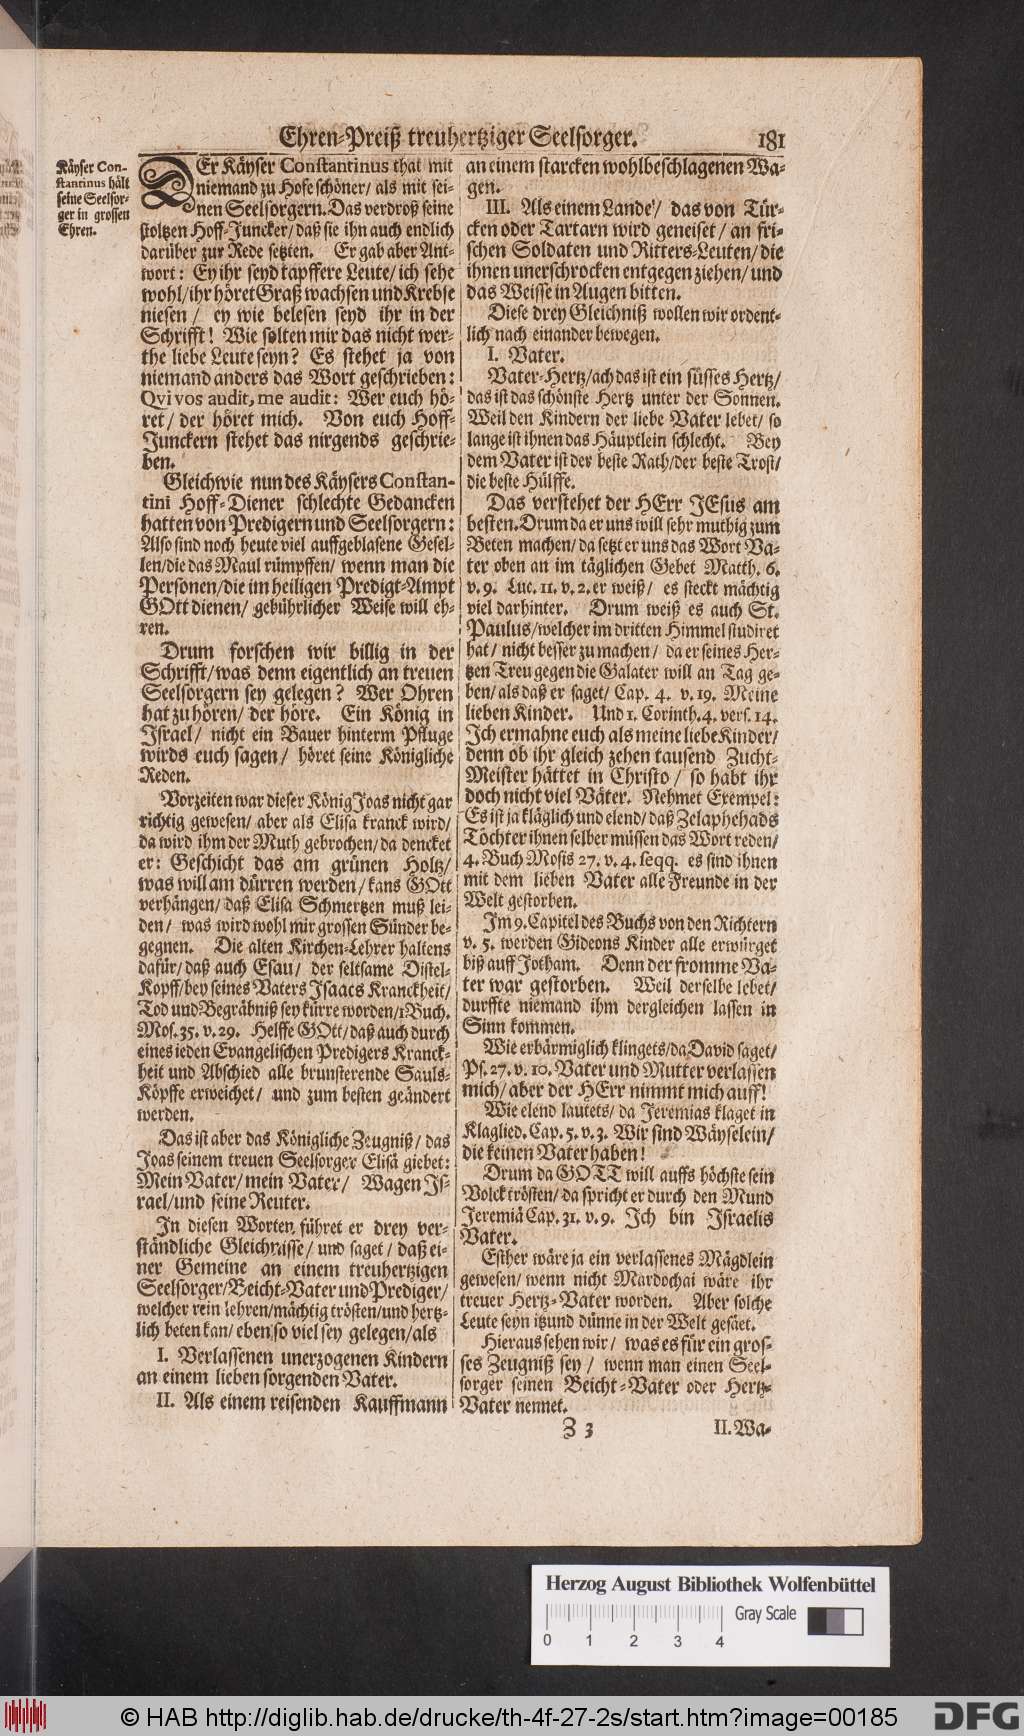 Ehren-Preiß treuhertziger Seelsorger. 181
Käyser Con-
stantinus hält
seine Seelsor-
ger in grossen
Ehren.
DEr Käyser Constantinus that mit
niemand zu Hofe schöner/ als mit sei-
nen Seelsorgern. Das verdroß seine
stoltzen Hoff-Juncker/ daß sie ihn auch endlich
darüber zur Rede setzten. Er gab aber Ant-
wort: Ey ihr seyd tapffere Leute/ ich sehe
wohl/ ihr höret Graß wachsen und Krebse
niesen/ ey wie belesen seyd ihr in der
Schrifft! Wie solten mir das nicht wer-
the liebe Leute seyn? Es stehet ja von
niemand anders das Wort geschrieben:
Qvi vos audit, me audit: Wer euch hö-
ret/ der höret mich. Von euch Hoff-
Junckern stehet das nirgends geschrie-
ben.
Gleichwie nun des Käysers Constan-
tini Hoff-Diener schlechte Gedancken
hatten von Predigern und Seelsorgern:
Also sind noch heute viel auffgeblasene Gesel-
len/ die das Maul rümpffen/ wenn man die
Personen/ die im heiligen Predigt-Ampt
GOtt dienen/ gebührlicher Weise will eh-
ren.
Drum forschen wir billig in der
Schrifft/ was denn eigentlich an treuen
Seelsorgern sey gelegen? Wer Ohren
hat zu hören/ der höre. Ein König in
Israel/ nicht ein Bauer hinterm Pfluge
wirds euch sagen/ höret seine Königliche
Reden.
Vorzeiten war dieser König Joas nicht gar
richtig gewesen/ aber als Elisa kranck wird/
da wird ihm der Muth gebrochen/ da dencket
er: Geschicht das am grünen Holtz/
was will am dürren werden/ kans GOtt
verhängen/ daß Elisa Schmertzen muß lei-
den/ was wird wohl mir grossen Sünder be-
gegnen. Die alten Kirchen-Lehrer haltens
dafür/ daß auch Esau/ der seltsame Distel-
Kopff/ bey seines Vaters Isaacs Kranckheit/
Tod und Begräbniß sey kürre worden/ 1 Buch.
Mos. 35. v. 29. Helffe GOtt/ daß auch durch
eines ieden Evangelischen Predigers Kranck-
heit und Abschied alle brunsterende Sauls-
Köpffe erweichet/ und zum besten geändert
werden.
Das ist aber das Königliche Zeugniß/ das
Joas seinem treuen Seelsorger Elisä giebet:
Mein Vater/ mein Vater/ Wagen Is-
rael/ und seine Reuter.
In diesen Worten führet er drey ver-
ständliche Gleichnisse/ und saget/ daß ei-
ner Gemeine an einem treuhertzigen
Seelsorger/ Beicht-Vater und Prediger/
welcher rein lehren/ mächtig trösten/ und hertz-
lich beten kan/ eben so viel sey gelegen/ als
I. Verlassenen unerzogenen Kindern
an einem lieben sorgenden Vater.
II. Als einem reisenden Kauffmann
an einem starcken wohlbeschlagenen Wa-
gen.
III. Als einem Lande/ das von Tür-
cken oder Tartarn wird geneiset/ an fri-
schen Soldaten und Ritters-Leuten/ die
ihnen unerschrocken entgegen ziehen/ und
das Weisse in Augen bitten.
Diese drey Gleichniß wollen wir ordent-
lich nach einander bewegen.
I. Vater.
Vater-Hertz/ ach das ist ein süsses Hertz/
das ist das schönste Hertz unter der Sonnen.
Weil den Kindern der liebe Vater lebet/ so
lange ist ihnen das Häuptlein schlecht. Bey
dem Vater ist der beste Rath/ der beste Trost/
die beste Hülffe.
Das verstehet der HErr JEsus am
besten. Drum da er uns will sehr muthig zum
Beten machen/ da setzt er uns das Wort Va-
ter oben an im täglichen Gebet Matth. 6.
v. 9. Luc. 11. v. 2. er weiß/ es steckt mächtig
viel darhinter. Drum weiß es auch St.
Paulus/ welcher im dritten Himmel studiret
hat/ nicht besser zu machen/ da er seines Her-
tzen Treu gegen die Galater will an Tag ge-
ben/ als daß er saget/ Cap. 4. v. 19. Meine
lieben Kinder. Und 1. Corinth. 4. vers. 14.
Ich ermahne euch als meine liebe Kinder/
denn ob ihr gleich zehen tausend Zucht-
Meister hättet in Christo/ so habt ihr
doch nicht viel Väter. Nehmet Exempel:
Es ist ja kläglich und elend/ daß Zelaphehads
Töchter ihnen selber müssen das Wort reden/
4. Buch Mosis 27. v. 4. seqq. es sind ihnen
mit dem lieben Vater alle Freunde in der
Welt gestorben.
Im 9. Capitel des Buchs von den Richtern
v. 5. werden Gideons Kinder alle erwürget
biß auff Jotham. Denn der fromme Va-
ter war gestorben. Weil derselbe lebet/
durffte niemand ihm dergleichen lassen in
Sinn kommen.
Wie erbärmiglich klingets/ da David saget/
Ps. 27. v. 10. Vater und Mutter verlassen
mich/ aber der HErr nimmt mich auff!
Wie elend lautets/ da Jeremias klaget in
Klaglied. Cap. 5. v. 3. Wir sind Wäyselein/
die keinen Vater haben!
Drum da GOTT will auffs höchste sein
Volck trösten/ da spricht er durch den Mund
Jeremiä Cap. 31. v. 9. Ich bin Israelis
Vater.
Esther wäre ja ein verlassenes Mägdlein
gewesen/ wenn nicht Mardochai wäre ihr
treuer Hertz-Vater worden. Aber solche
Leute seyn itzund dünne in der Welt gesäet.
Hieraus sehen wir/ was es für ein gros-
ses Zeugniß sey/ wenn man einen Seel-
sorger seinen Beicht-Vater oder Hertz-
Vater nennet.
Z 3 II. Wa-
Herzog August Bibliothek Wolfenbüttel
Gray Scale
0 1 2 3 4
© HAB http://diglib.hab.de/drucke/th-4f-27-2s/start.htm?image=00185
DFG